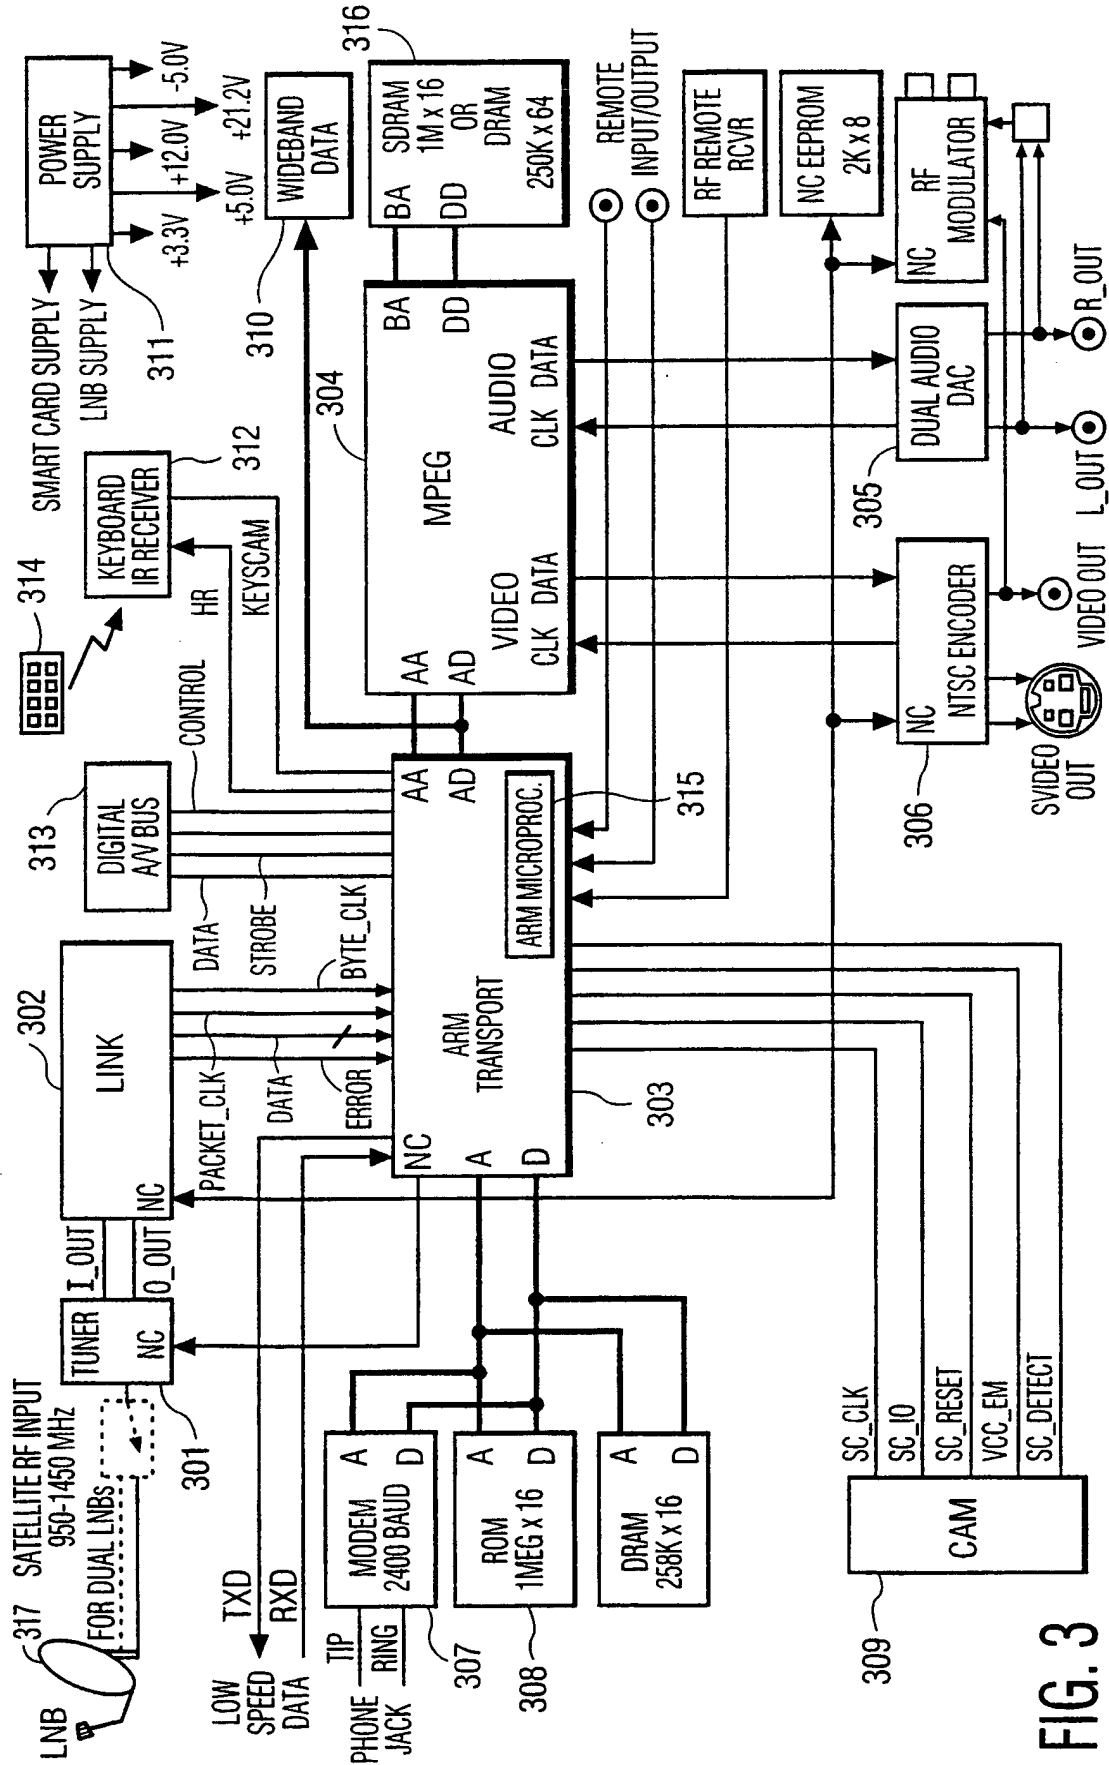 317
LNB
SATELLITE RF INPUT
950-1450 MHz
FOR DUAL LNBs
301
TUNER
NC
I_OUT
O_OUT
302
LINK
NC
PACKET_CLK
DATA
ERROR
BYTE_CLK
313
DIGITAL
A/V BUS
DATA
STROBE
CONTROL
314
KEYBOARD
IR RECEIVER
312
HR
KEYSCAM
SMART CARD SUPPLY
LNB SUPPLY
311
POWER
SUPPLY
+3.3V
+5.0V
+12.0V
+21.2V
-5.0V
310
WIDEBAND
DATA
LOW
SPEED
DATA
TXD
RXD
PHONE
JACK
TIP
RING
307
MODEM
2400 BAUD
A
D
308
ROM
1MEG x 16
A
D
DRAM
258K x 16
A
D
NC
A
D
ARM
TRANSPORT
303
ARM MICROPROC.
315
AA
AD
AA
AD
304
MPEG
VIDEO
CLK DATA
AUDIO
CLK DATA
BA
DD
BA
DD
SDRAM
1M x 16
OR
DRAM
250K x 64
316
REMOTE
INPUT/OUTPUT
RF REMOTE
RCVR
NC EEPROM
2K x 8
NC
RF
MODULATOR
305
DUAL AUDIO
DAC
L_OUT
R_OUT
306
NC
NTSC ENCODER
SVIDEO
OUT
VIDEO OUT
309
CAM
SC_CLK
SC_IO
SC_RESET
VCC_EM
SC_DETECT
FIG. 3